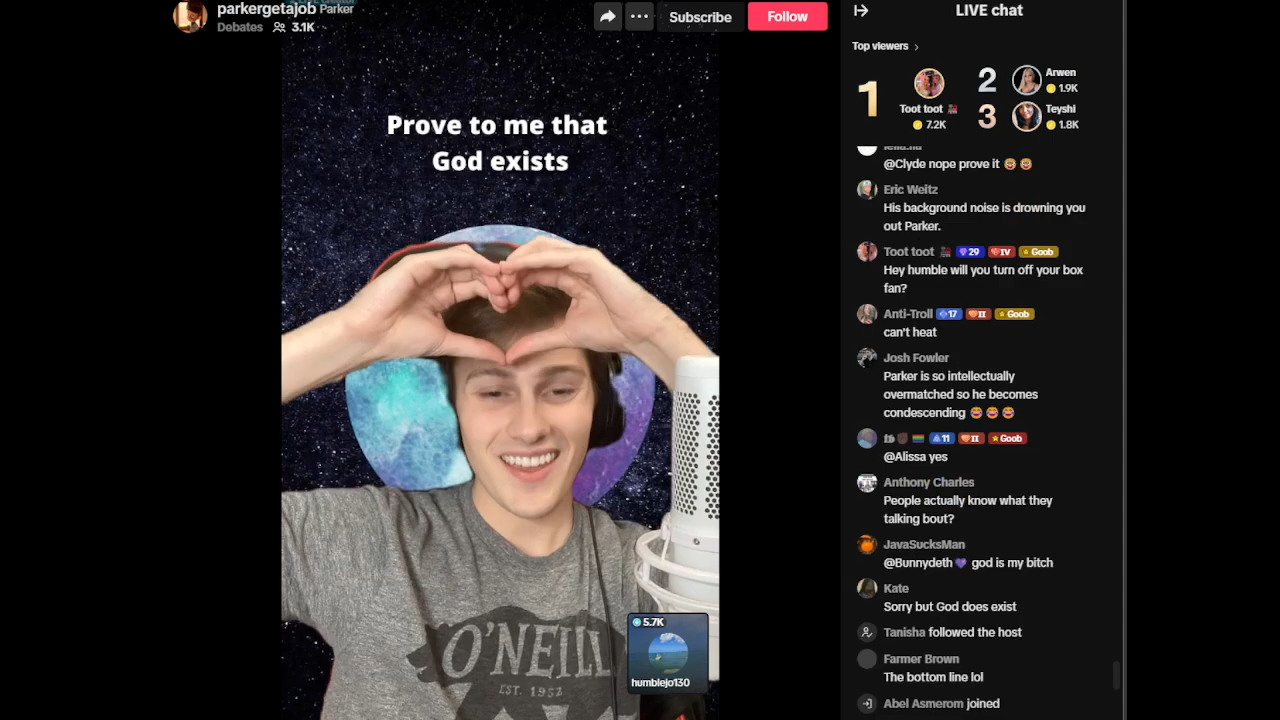 parkergetajob Parker
Debates 3.1K
Subscribe
Follow
Prove to me that
God exists
O'NEILL
EST. 1952
5.7K
humblejo130
LIVE chat
Top viewers
1
Toot toot
7.2K
2
Arwen
1.9K
3
Teyshi
1.8K
@Clyde nope prove it
Eric Weitz
His background noise is drowning you
out Parker.
Toot toot 29 IV Goob
Hey humble will you turn off your box
fan?
Anti-Troll 17 II Goob
can't heat
Josh Fowler
Parker is so intellectually
overmatched so he becomes
condescending
11 II Goob
@Alissa yes
Anthony Charles
People actually know what they
talking bout?
JavaSucksMan
@Bunnydeth💜 god is my bitch
Kate
Sorry but God does exist
Tanisha followed the host
Farmer Brown
The bottom line lol
Abel Asmerom joined